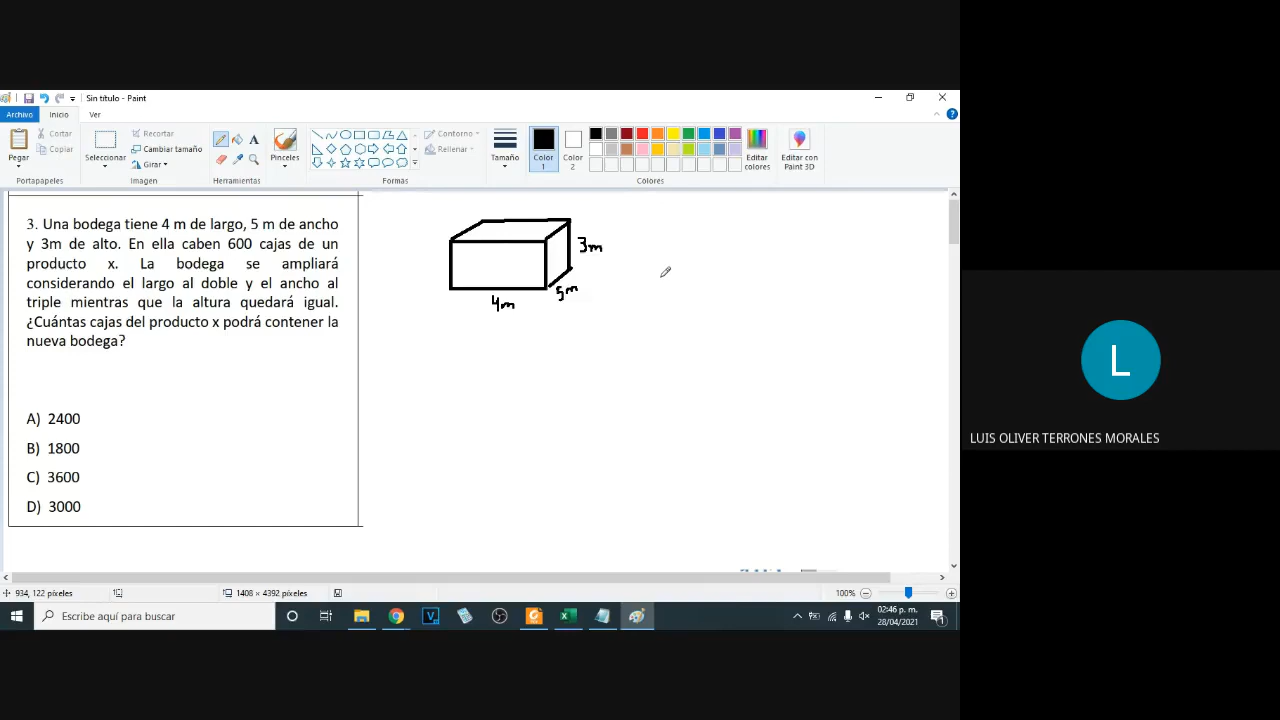 Sin título - Paint
Archivo
Inicio
Ver
Pegar
Cortar
Copiar
Portapapeles
Seleccionar
Recortar
Cambiar tamaño
Girar
Imagen
Herramientas
Pinceles
Contorno
Rellenar
Formas
Tamaño
Color
1
Color
2
Editar
colores
Editar con
Paint 3D
Colores
3. Una bodega tiene 4 m de largo, 5 m de ancho
y 3m de alto. En ella caben 600 cajas de un
producto x. La bodega se ampliará
considerando el largo al doble y el ancho al
triple mientras que la altura quedará igual.
¿Cuántas cajas del producto x podrá contener la
nueva bodega?
A) 2400
B) 1800
C) 3600
D) 3000
3m
5m
4m
L
LUIS OLIVER TERRONES MORALES
934, 122 píxeles
1408 × 4392 píxeles
100%
Escribe aquí para buscar
02:46 p. m.
28/04/2021